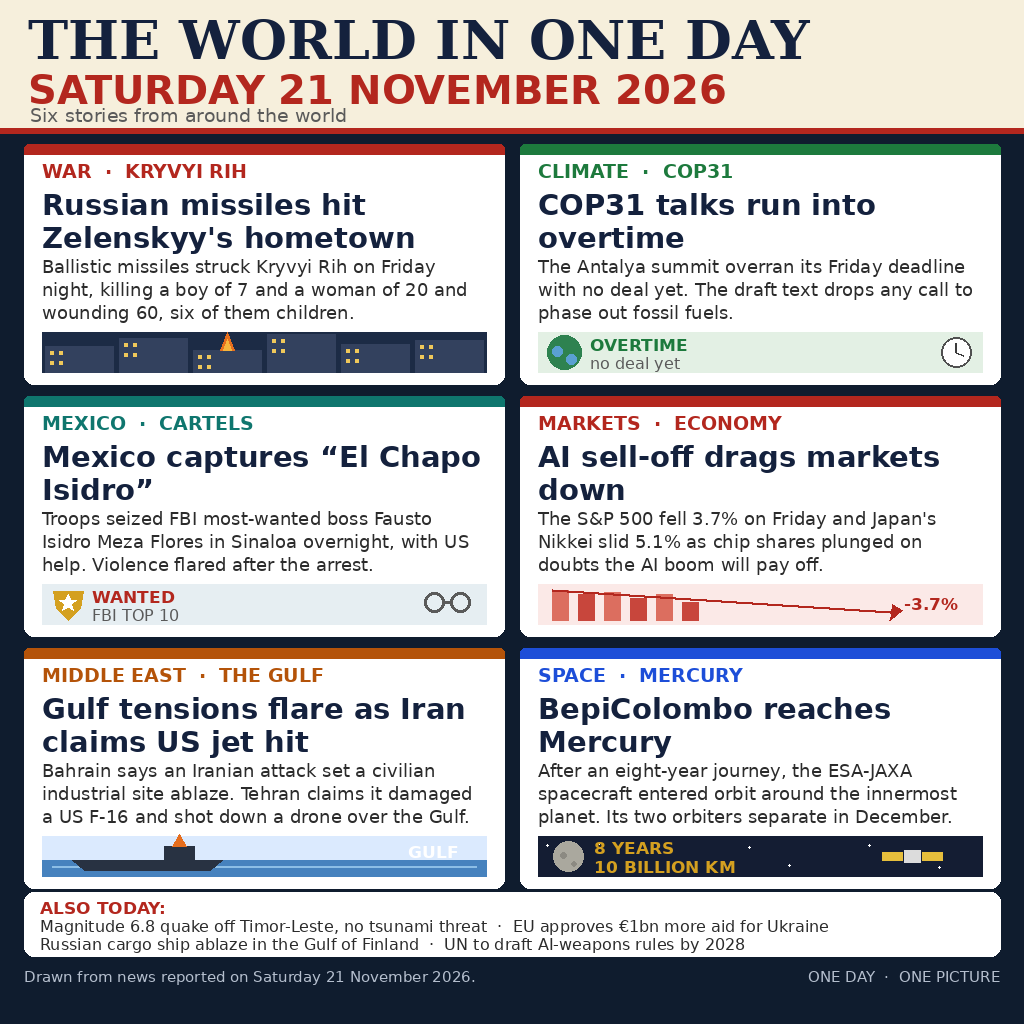 THE WORLD IN ONE DAY
SATURDAY 21 NOVEMBER 2026
Six stories from around the world
WAR · KRYVYI RIH
Russian missiles hit
Zelenskyy's hometown
Ballistic missiles struck Kryvyi Rih on Friday
night, killing a boy of 7 and a woman of 20 and
wounding 60, six of them children.
CLIMATE · COP31
COP31 talks run into
overtime
The Antalya summit overran its Friday deadline
with no deal yet. The draft text drops any call to
phase out fossil fuels.
OVERTIME
no deal yet
MEXICO · CARTELS
Mexico captures “El Chapo
Isidro”
Troops seized FBI most-wanted boss Fausto
Isidro Meza Flores in Sinaloa overnight, with US
help. Violence flared after the arrest.
WANTED
FBI TOP 10
MARKETS · ECONOMY
AI sell-off drags markets
down
The S&P 500 fell 3.7% on Friday and Japan's
Nikkei slid 5.1% as chip shares plunged on
doubts the AI boom will pay off.
-3.7%
MIDDLE EAST · THE GULF
Gulf tensions flare as Iran
claims US jet hit
Bahrain says an Iranian attack set a civilian
industrial site ablaze. Tehran claims it damaged
a US F-16 and shot down a drone over the Gulf.
GULF
SPACE · MERCURY
BepiColombo reaches
Mercury
After an eight-year journey, the ESA-JAXA
spacecraft entered orbit around the innermost
planet. Its two orbiters separate in December.
8 YEARS
10 BILLION KM
ALSO TODAY:
Magnitude 6.8 quake off Timor-Leste, no tsunami threat · EU approves €1bn more aid for Ukraine
Russian cargo ship ablaze in the Gulf of Finland · UN to draft AI-weapons rules by 2028
Drawn from news reported on Saturday 21 November 2026.
ONE DAY · ONE PICTURE